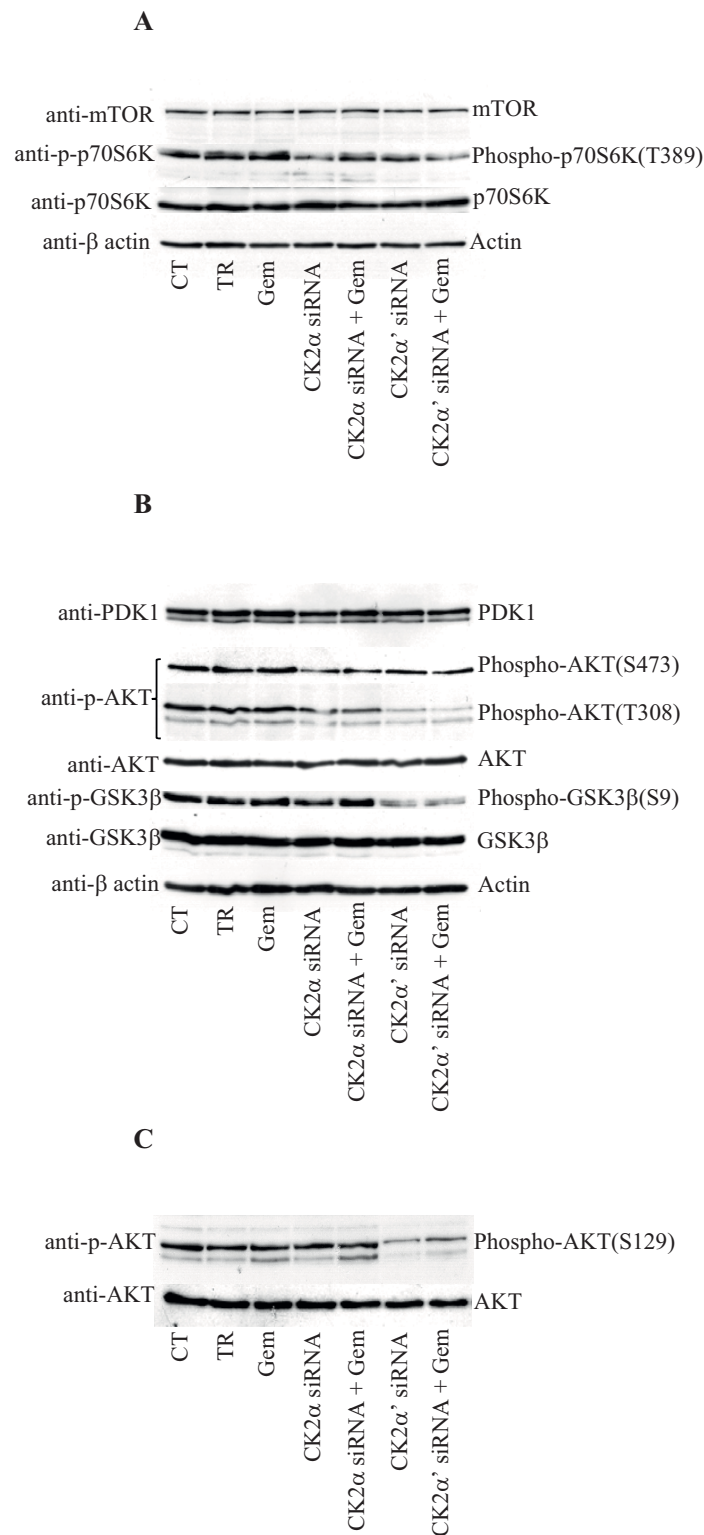 A
anti-mTOR
mTOR
anti-p-p70S6K
Phospho-p70S6K(T389)
anti-p70S6K
p70S6K
anti-β actin
Actin
CT
TR
Gem
CK2α siRNA
CK2α siRNA + Gem
CK2α’ siRNA
CK2α’ siRNA + Gem
B
anti-PDK1
PDK1
anti-p-AKT
Phospho-AKT(S473)
Phospho-AKT(T308)
anti-AKT
AKT
anti-p-GSK3β
Phospho-GSK3β(S9)
anti-GSK3β
GSK3β
anti-β actin
Actin
CT
TR
Gem
CK2α siRNA
CK2α siRNA + Gem
CK2α’ siRNA
CK2α’ siRNA + Gem
C
anti-p-AKT
Phospho-AKT(S129)
anti-AKT
AKT
CT
TR
Gem
CK2α siRNA
CK2α siRNA + Gem
CK2α’ siRNA
CK2α’ siRNA + Gem